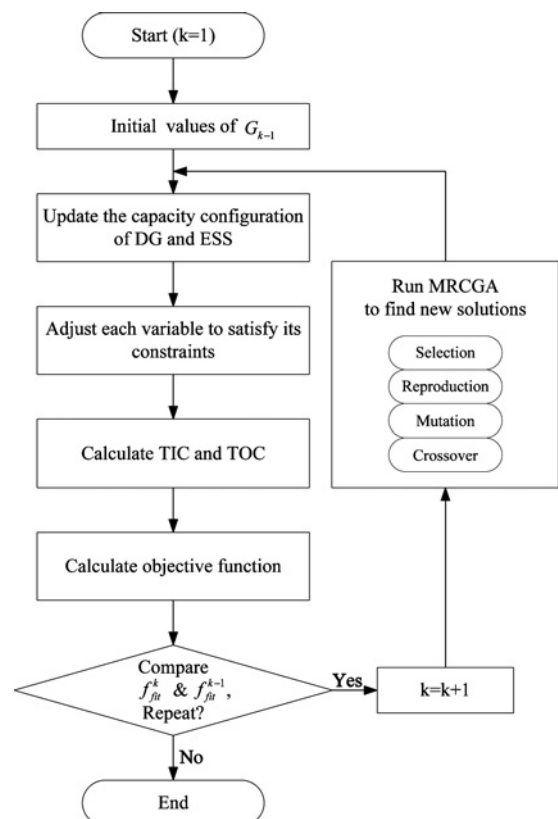 Start (k=1)
Initial values of G_{k-1}
Update the capacity configuration
of DG and ESS
Adjust each variable to satisfy its
constraints
Calculate TIC and TOC
Calculate objective function
Compare
f_{fit}^{k} & f_{fit}^{k-1},
Repeat?
Yes
k=k+1
No
End
Run MRCGA
to find new solutions
Selection
Reproduction
Mutation
Crossover